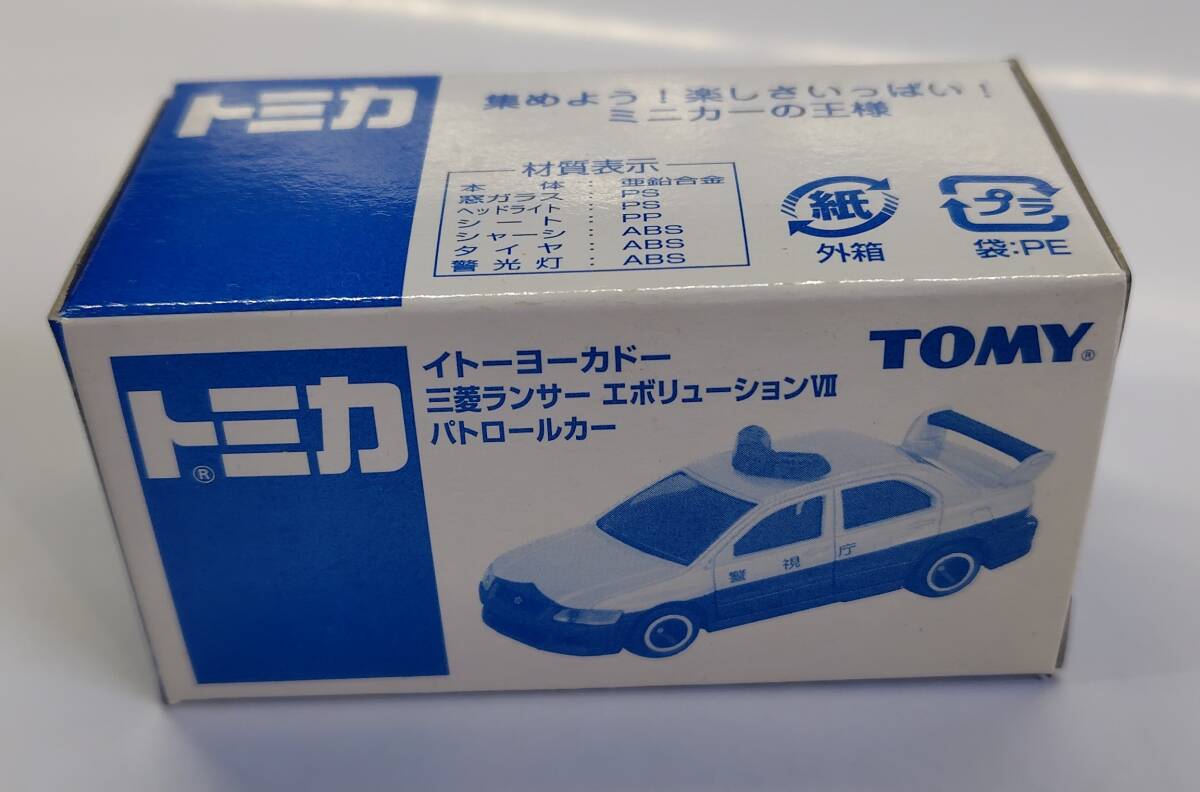 トミカ
集めよう！楽しさいっぱい！
ミニカーの王様
材質表示
本体：亜鉛合金
窓ガラス：PS
ヘッドライト：PS
シート：PP
シャーシ：ABS
タイヤ：ABS
警光灯：ABS
紙
外箱
プラ
袋:PE
トミカ®
イトーヨーカドー
三菱ランサー エボリューションⅦ
パトロールカー
TOMY®
警視庁